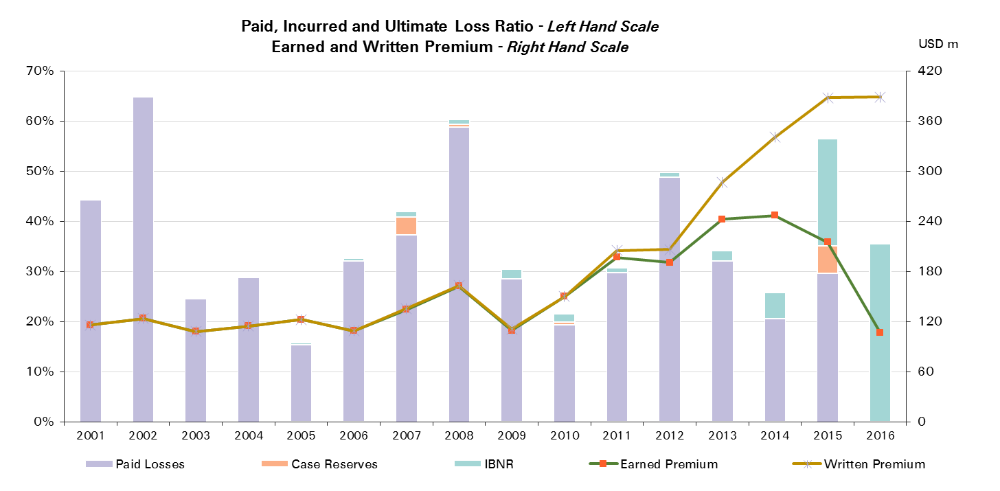 Paid, Incurred and Ultimate Loss Ratio - Left Hand Scale
Earned and Written Premium - Right Hand Scale
USD m
70% 420
60% 360
50% 300
40% 240
30% 180
20% 120
10% 60
0% 0
2001 2002 2003 2004 2005 2006 2007 2008 2009 2010 2011 2012 2013 2014 2015 2016
Paid Losses Case Reserves IBNR Earned Premium Written Premium